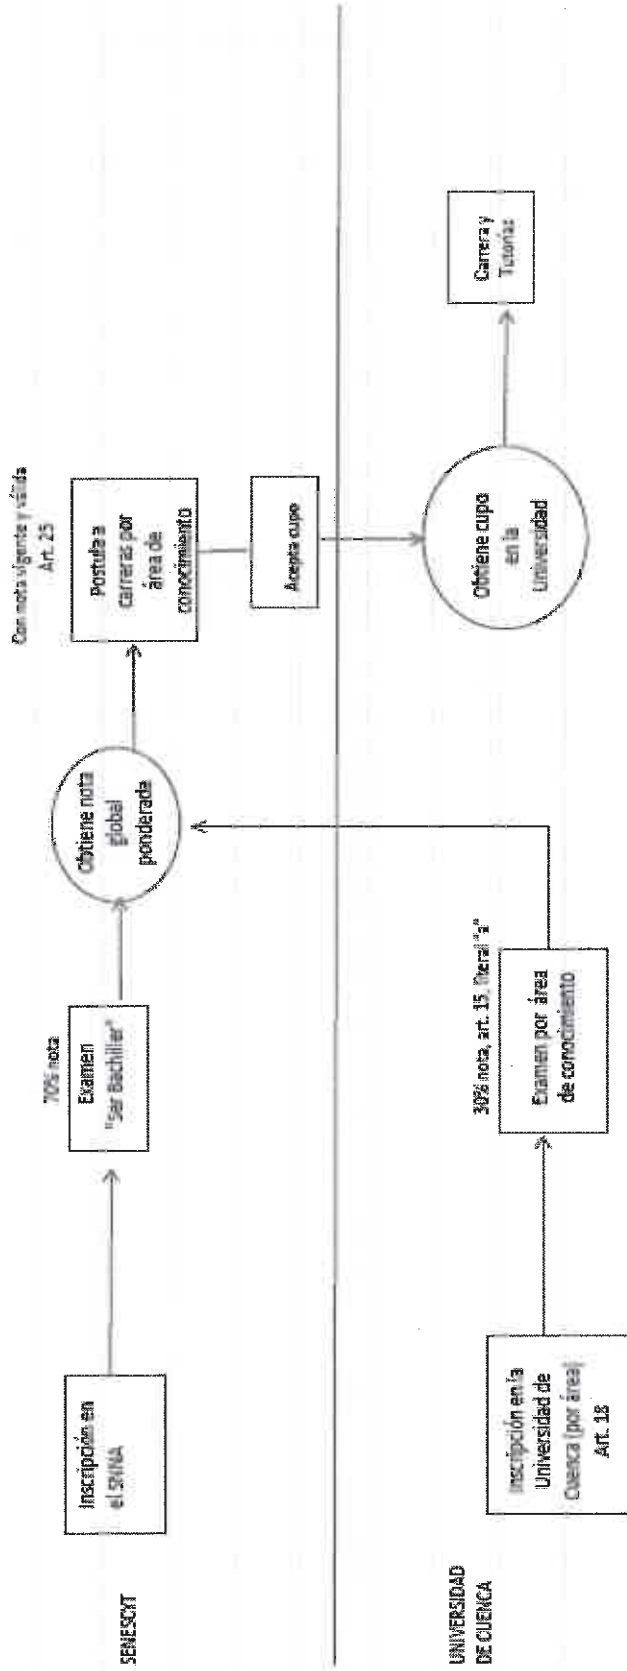 SENESCYT
Inscripción en
el SNNA
70% nota
Examen
"Ser Bachiller"
Obtiene nota
global
ponderada
Con nota vigente y válida
Art. 25
Postula a
carreras por
área de
conocimiento
Acepta cupo
UNIVERSIDAD
DE CUENCA
Inscripción en la
Universidad de
Cuenca (por área)
Art. 18
30% nota, art. 15, literal "a"
Examen por área
de conocimiento
Obtiene cupo
en la
Universidad
Carrera y
Tutorías